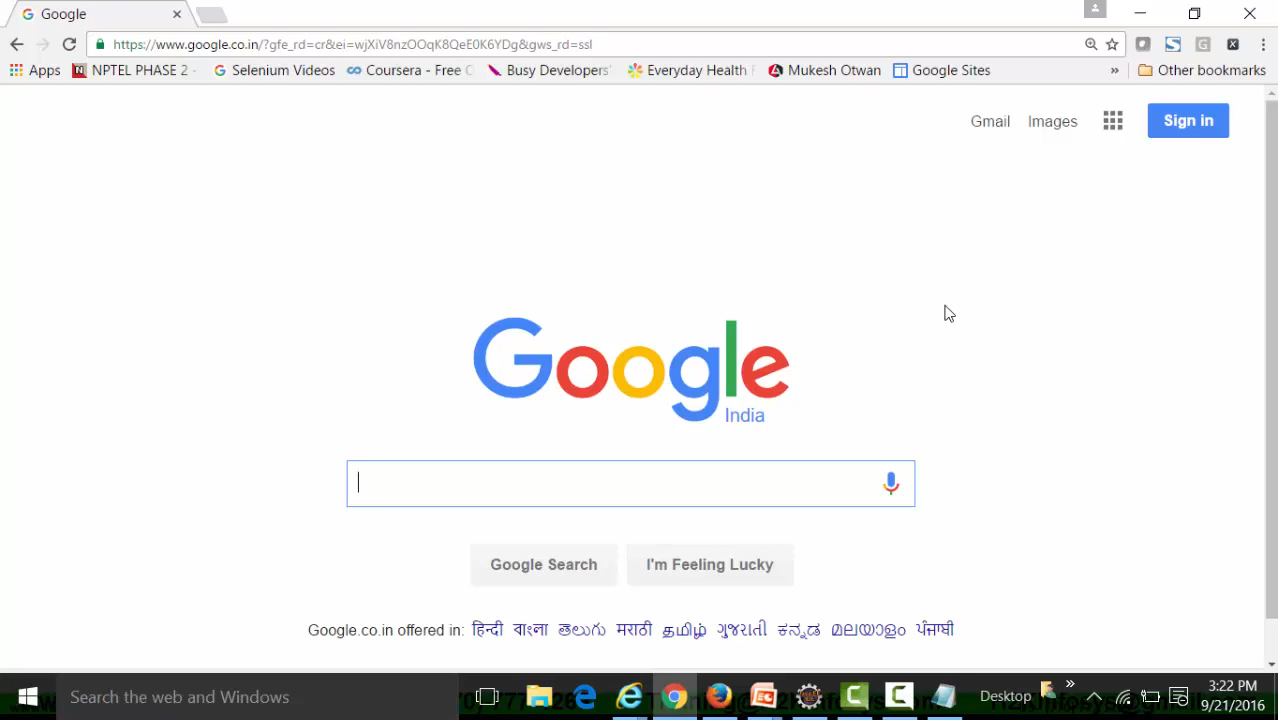 Google
https://www.google.co.in/?gfe_rd=cr&ei=wjXiV8nzOOqK8QeE0K6YDg&gws_rd=ssl
Apps NPTEL PHASE 2 - Selenium Videos Coursera - Free C Busy Developers' Everyday Health Mukesh Otwan Google Sites » Other bookmarks
Gmail Images Sign in
Google
India
Google Search I'm Feeling Lucky
Google.co.in offered in: हिन्दी বাংলা తెలుగు मराठी தமிழ் ગુજરાતી ಕನ್ನಡ മലയാളം ਪੰਜਾਬੀ
Search the web and Windows Desktop » 3:22 PM
9/21/2016